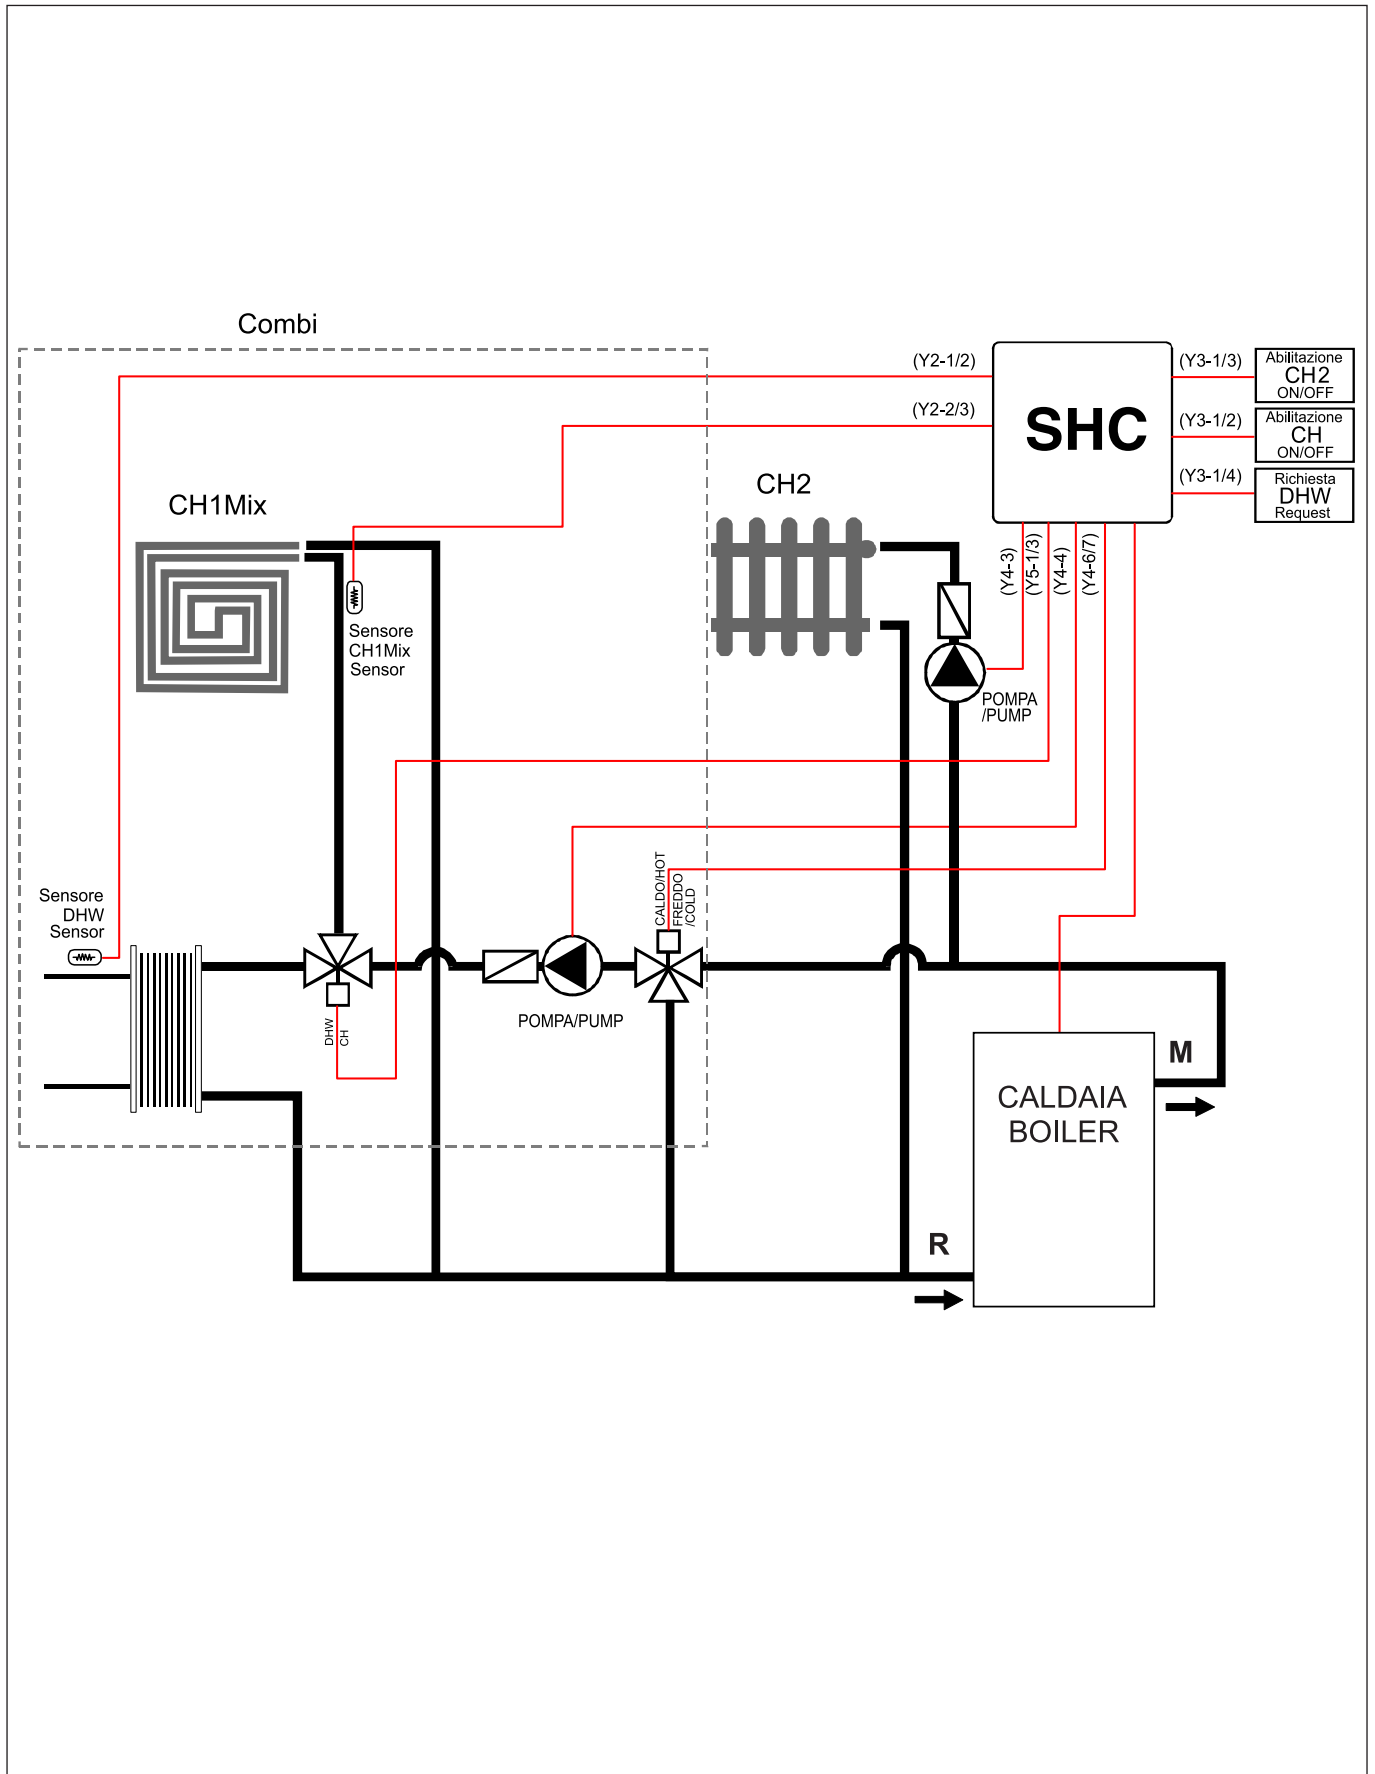 Combi
(Y2-1/2)
(Y2-2/3)
SHC
(Y3-1/3)
Abilitazione
CH2
ON/OFF
(Y3-1/2)
Abilitazione
CH
ON/OFF
(Y3-1/4)
Richiesta
DHW
Request
CH1Mix
CH2
(Y4-3)
(Y5-1/3)
(Y4-4)
(Y4-6/7)
Sensore
CH1Mix
Sensor
POMPA
/PUMP
CALDO/HOT
FREDDO
/COLD
Sensore
DHW
Sensor
DHW
CH
POMPA/PUMP
M
CALDAIA
BOILER
R